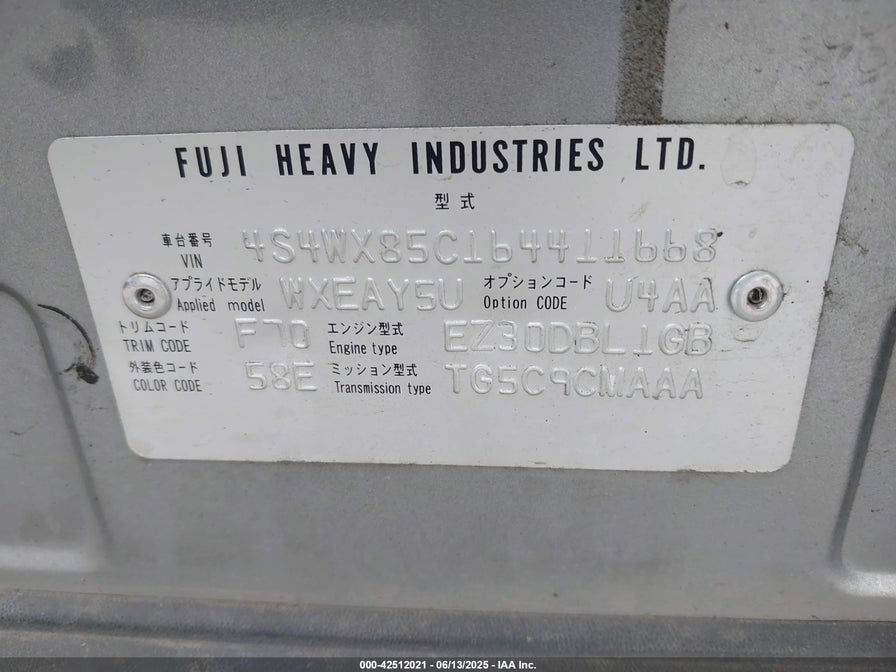 FUJI HEAVY INDUSTRIES LTD.
型式
車台番号 VIN 4S4WX85C164411668
アプライドモデル Applied model WXEAY5U オプションコード Option CODE U4AA
トリムコード TRIM CODE F70 エンジン型式 Engine type EZ30DBL1GB
外装色コード COLOR CODE 58E ミッション型式 Transmission type TG5C9CMAAA
000-42512021 - 06/13/2025 - IAA Inc.